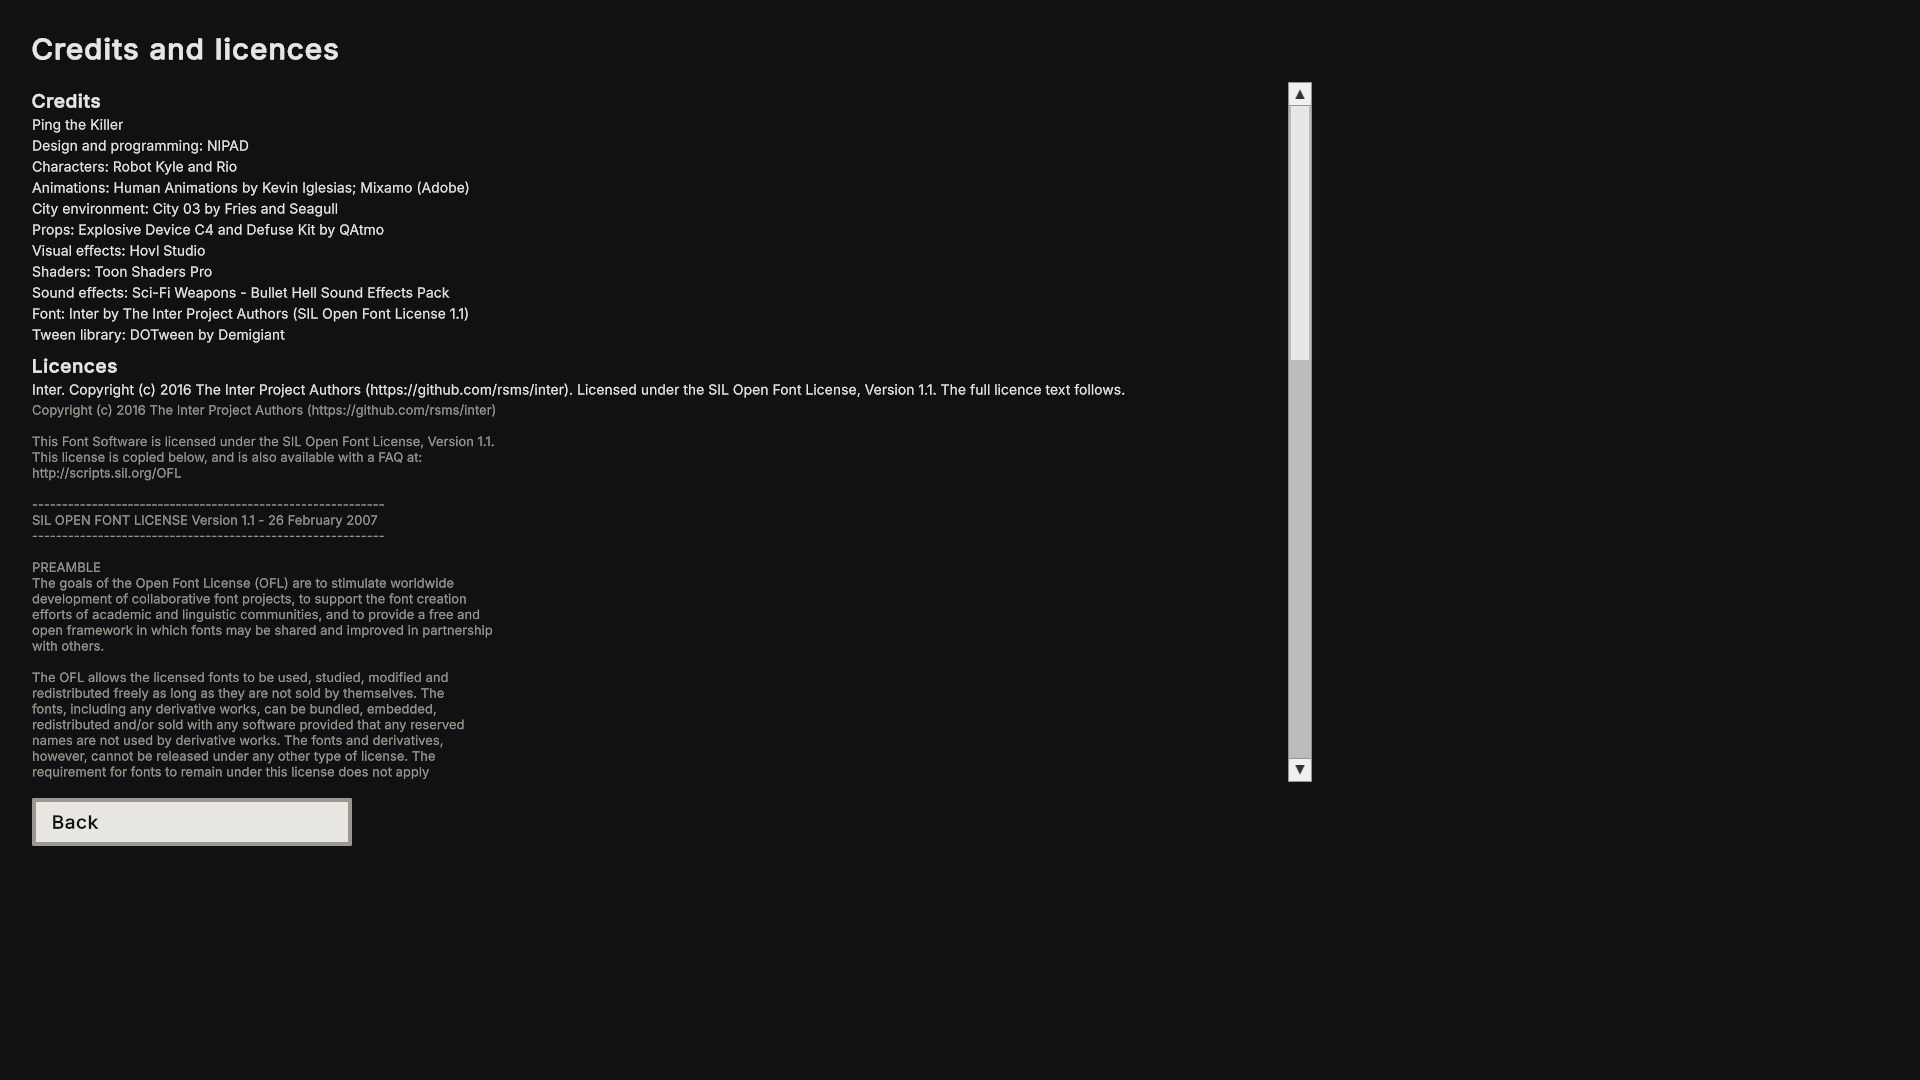 Credits and licences
Credits
Ping the Killer
Design and programming: NIPAD
Characters: Robot Kyle and Rio
Animations: Human Animations by Kevin Iglesias; Mixamo (Adobe)
City environment: City 03 by Fries and Seagull
Props: Explosive Device C4 and Defuse Kit by QAtmo
Visual effects: Hovl Studio
Shaders: Toon Shaders Pro
Sound effects: Sci-Fi Weapons - Bullet Hell Sound Effects Pack
Font: Inter by The Inter Project Authors (SIL Open Font License 1.1)
Tween library: DOTween by Demigiant
Licences
Inter. Copyright (c) 2016 The Inter Project Authors (https://github.com/rsms/inter). Licensed under the SIL Open Font License, Version 1.1. The full licence text follows.
Copyright (c) 2016 The Inter Project Authors (https://github.com/rsms/inter)
This Font Software is licensed under the SIL Open Font License, Version 1.1.
This license is copied below, and is also available with a FAQ at:
http://scripts.sil.org/OFL
-----------------------------------------------------------
SIL OPEN FONT LICENSE Version 1.1 - 26 February 2007
-----------------------------------------------------------
PREAMBLE
The goals of the Open Font License (OFL) are to stimulate worldwide
development of collaborative font projects, to support the font creation
efforts of academic and linguistic communities, and to provide a free and
open framework in which fonts may be shared and improved in partnership
with others.
The OFL allows the licensed fonts to be used, studied, modified and
redistributed freely as long as they are not sold by themselves. The
fonts, including any derivative works, can be bundled, embedded,
redistributed and/or sold with any software provided that any reserved
names are not used by derivative works. The fonts and derivatives,
however, cannot be released under any other type of license. The
requirement for fonts to remain under this license does not apply
Back